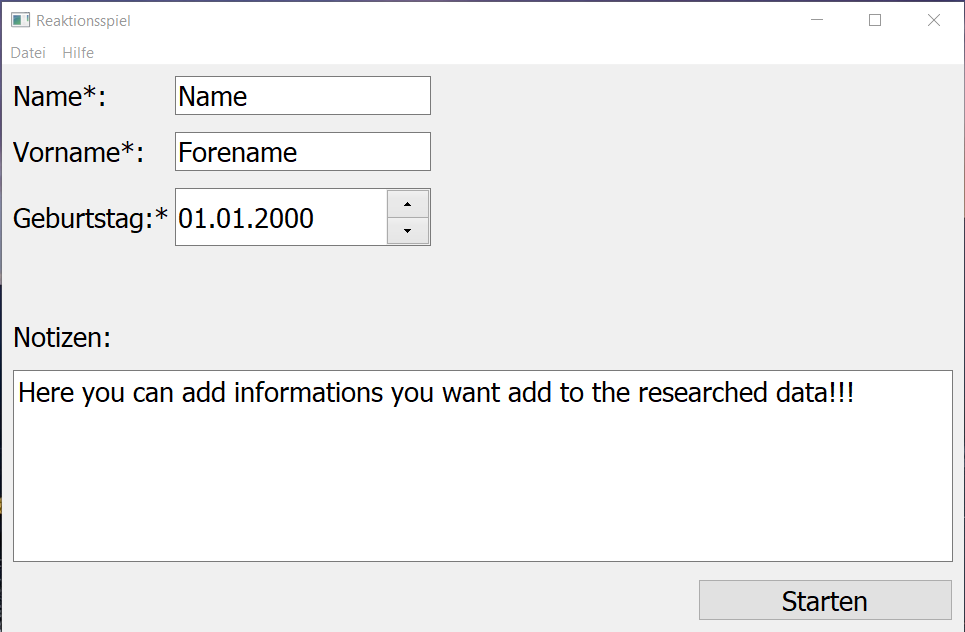 Reaktionsspiel
Datei Hilfe
Name*: Name
Vorname*: Forename
Geburtstag:* 01.01.2000
Notizen:
Here you can add informations you want add to the researched data!!!
Starten